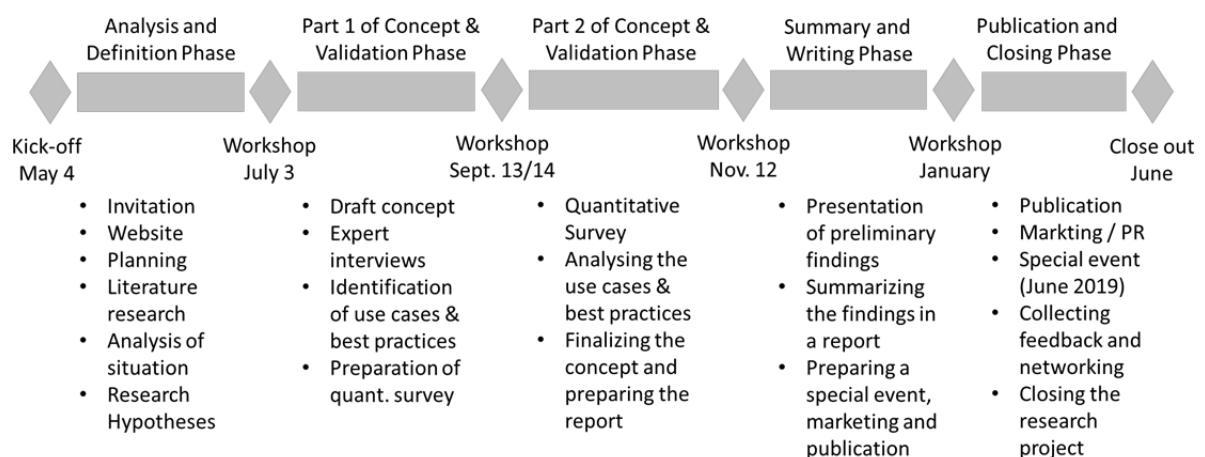 Analysis and
Definition Phase
Part 1 of Concept &
Validation Phase
Part 2 of Concept &
Validation Phase
Summary and
Writing Phase
Publication and
Closing Phase
Kick-off
May 4
Workshop
July 3
Workshop
Sept. 13/14
Workshop
Nov. 12
Workshop
January
Close out
June
• Invitation
• Website
• Planning
• Literature
research
• Analysis of
situation
• Research
Hypotheses
• Draft concept
• Expert
interviews
• Identification
of use cases &
best practices
• Preparation of
quant. survey
• Quantitative
Survey
• Analysing the
use cases &
best practices
• Finalizing the
concept and
preparing the
report
• Presentation
of preliminary
findings
• Summarizing
the findings in
a report
• Preparing a
special event,
marketing and
publication
• Publication
• Markting / PR
• Special event
(June 2019)
• Collecting
feedback and
networking
• Closing the
research
project